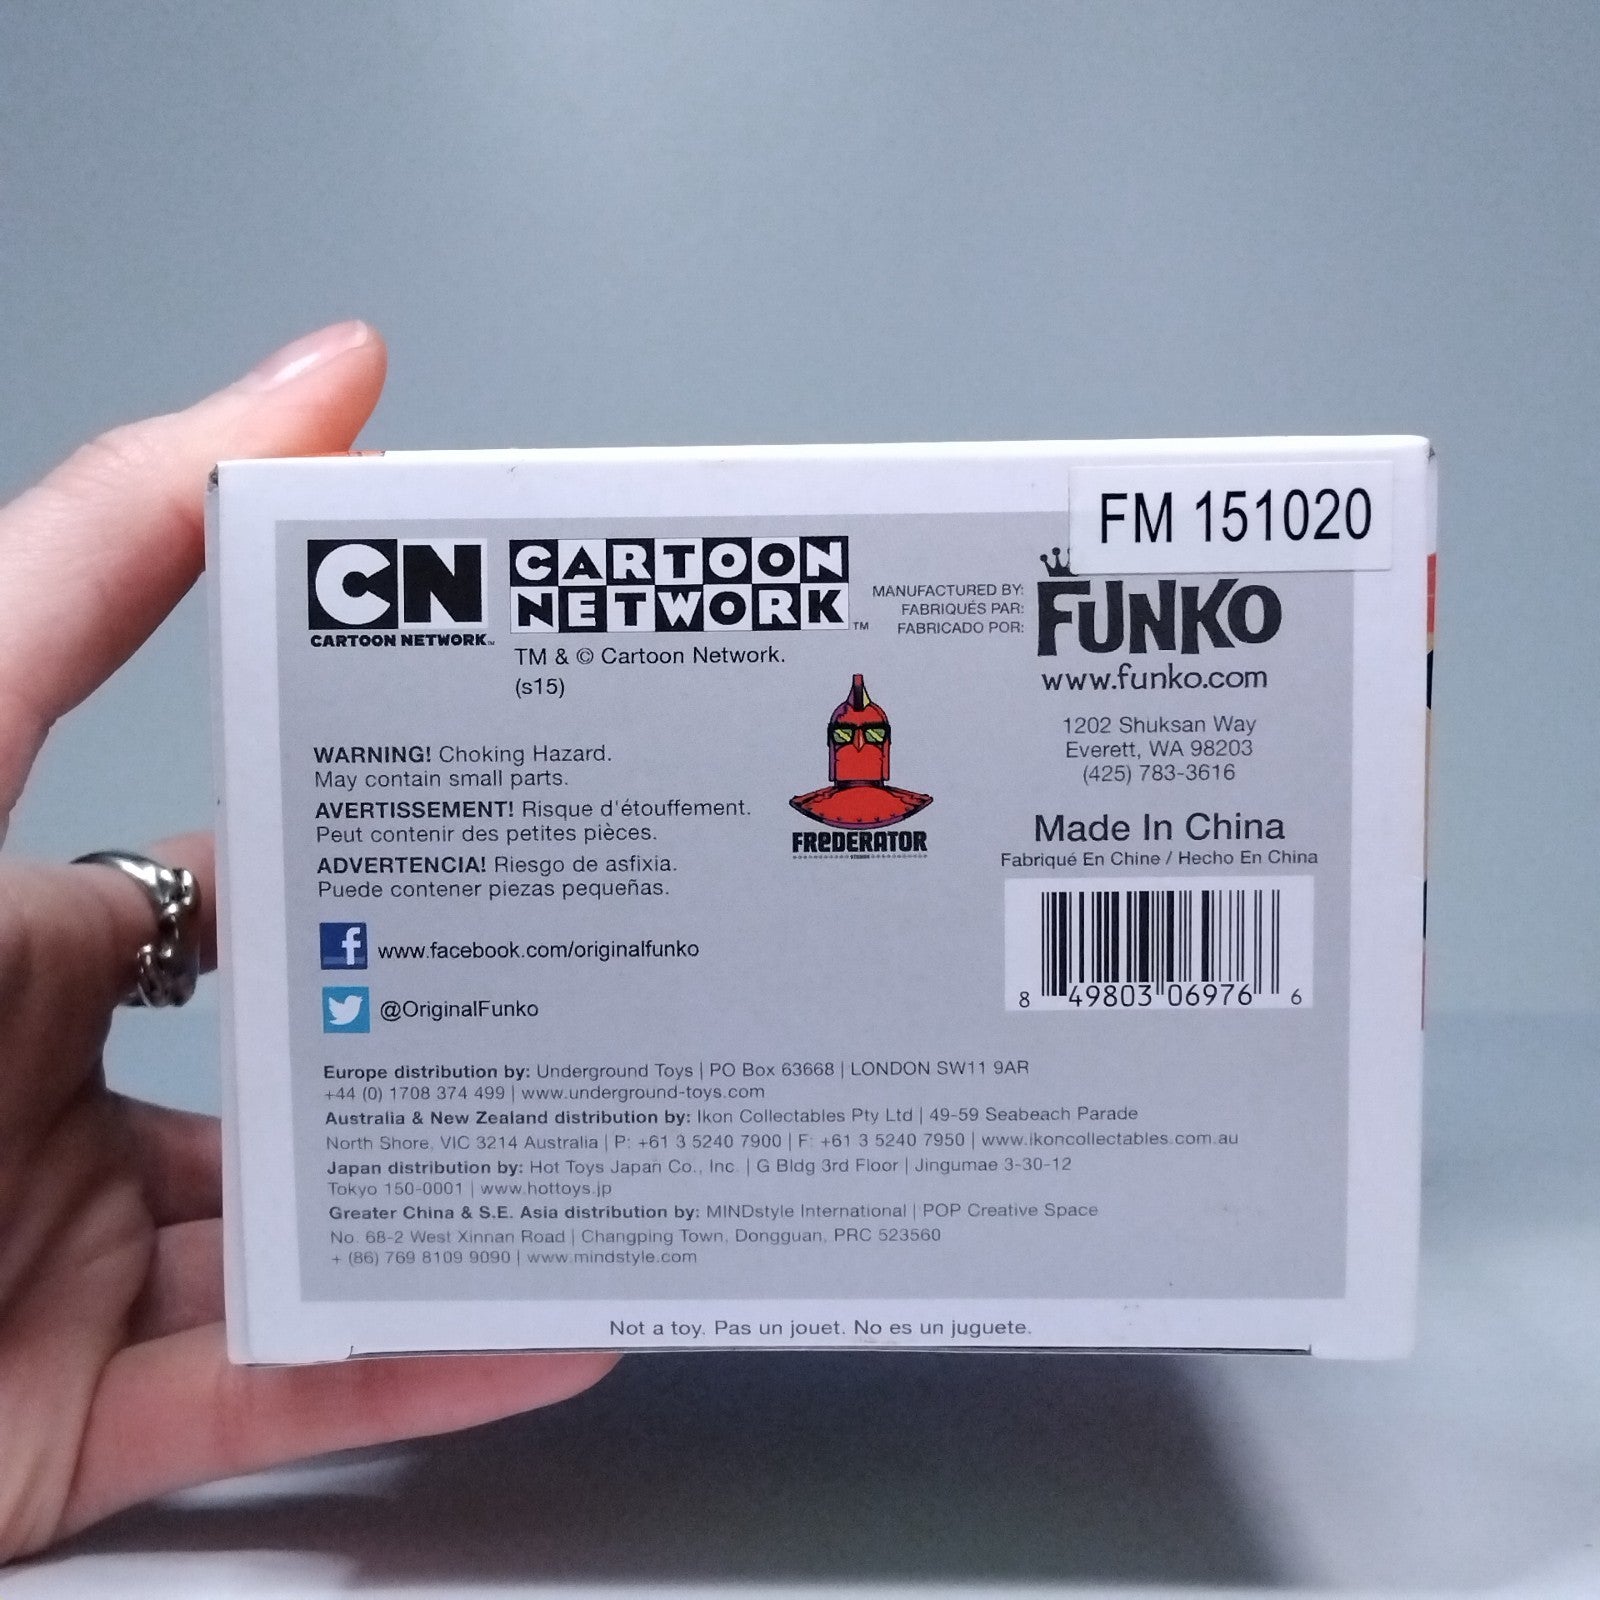 FM 151020
CN
CARTOON NETWORK™
CARTOON
NETWORK™
TM & © Cartoon Network.
(s15)
MANUFACTURED BY:
FABRIQUÉS PAR:
FABRICADO POR:
FUNKO
www.funko.com
1202 Shuksan Way
Everett, WA 98203
(425) 783-3616
WARNING! Choking Hazard.
May contain small parts.
AVERTISSEMENT! Risque d'étouffement.
Peut contenir des petites pièces.
ADVERTENCIA! Riesgo de asfixia.
Puede contener piezas pequeñas.
FREDERATOR
STUDIOS
Made In China
Fabriqué En Chine / Hecho En China
8 49803 06976 6
f www.facebook.com/originalfunko
@OriginalFunko
Europe distribution by: Underground Toys | PO Box 63668 | LONDON SW11 9AR
+44 (0) 1708 374 499 | www.underground-toys.com
Australia & New Zealand distribution by: Ikon Collectables Pty Ltd | 49-59 Seabeach Parade
North Shore, VIC 3214 Australia | P: +61 3 5240 7900 | F: +61 3 5240 7950 | www.ikoncollectables.com.au
Japan distribution by: Hot Toys Japan Co., Inc. | G Bldg 3rd Floor | Jingumae 3-30-12
Tokyo 150-0001 | www.hottoys.jp
Greater China & S.E. Asia distribution by: MINDstyle International | POP Creative Space
No. 68-2 West Xinnan Road | Changping Town, Dongguan, PRC 523560
+ (86) 769 8109 9090 | www.mindstyle.com
Not a toy. Pas un jouet. No es un juguete.